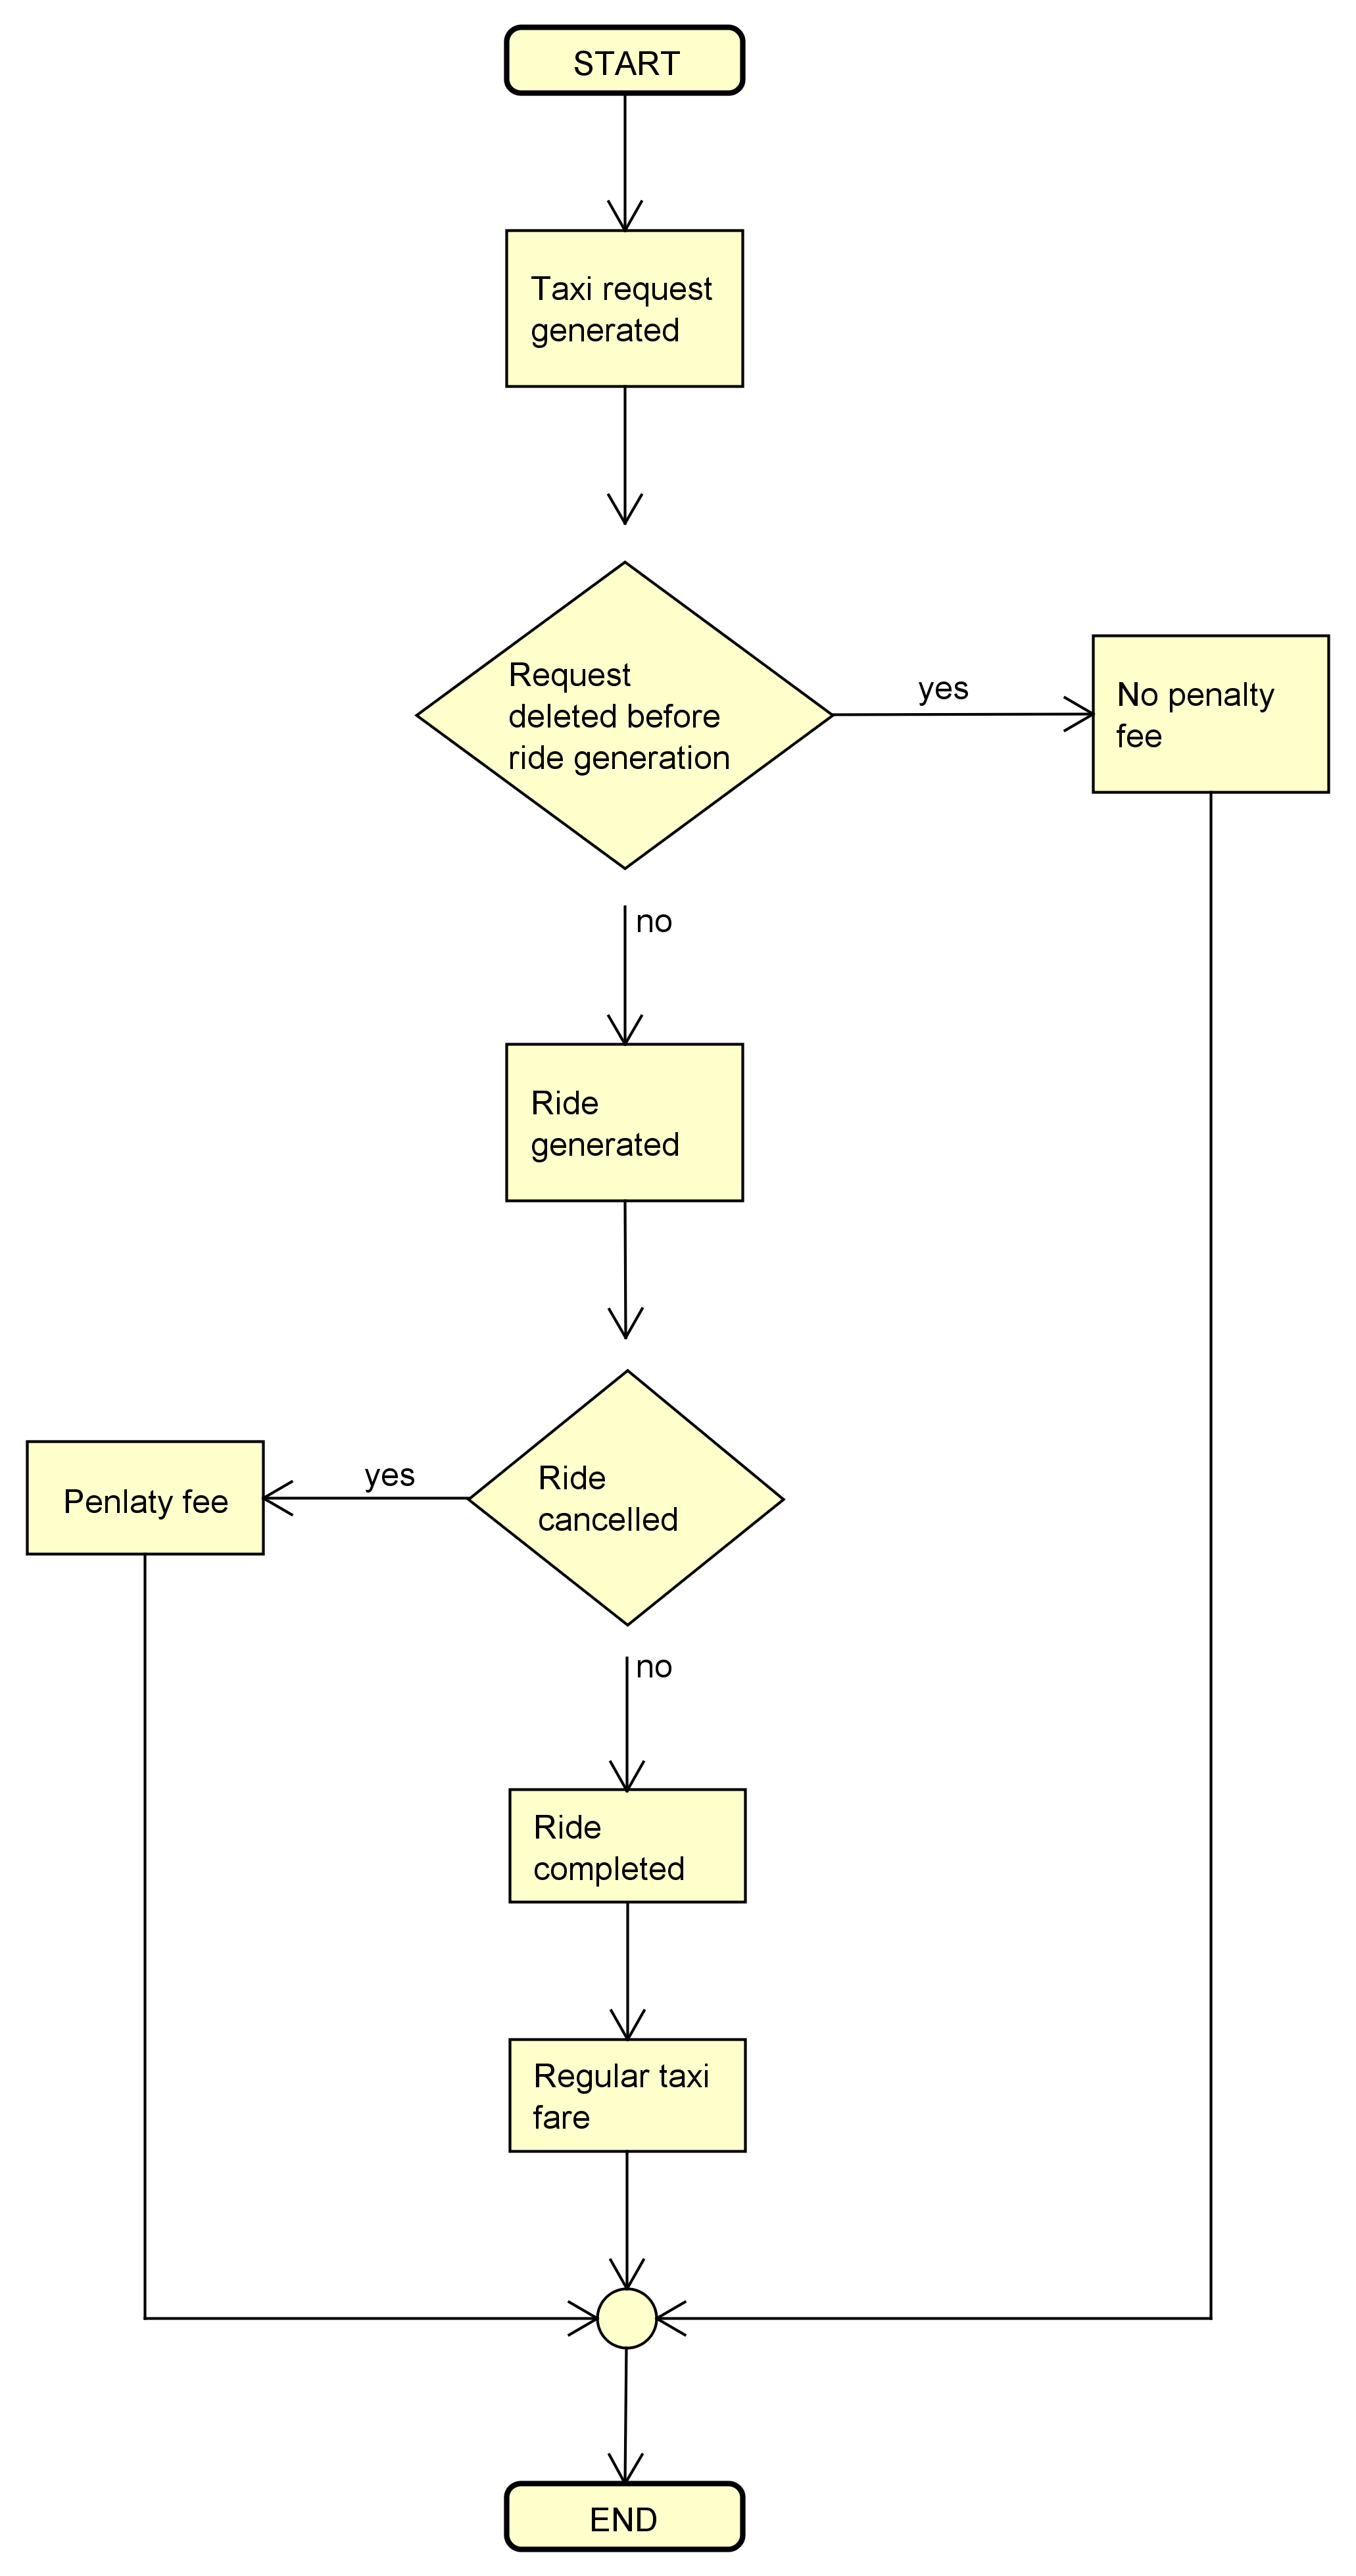 START
Taxi request
generated
Request
deleted before
ride generation
yes
No penalty
fee
no
Ride
generated
Ride
cancelled
yes
Penlaty fee
no
Ride
completed
Regular taxi
fare
END